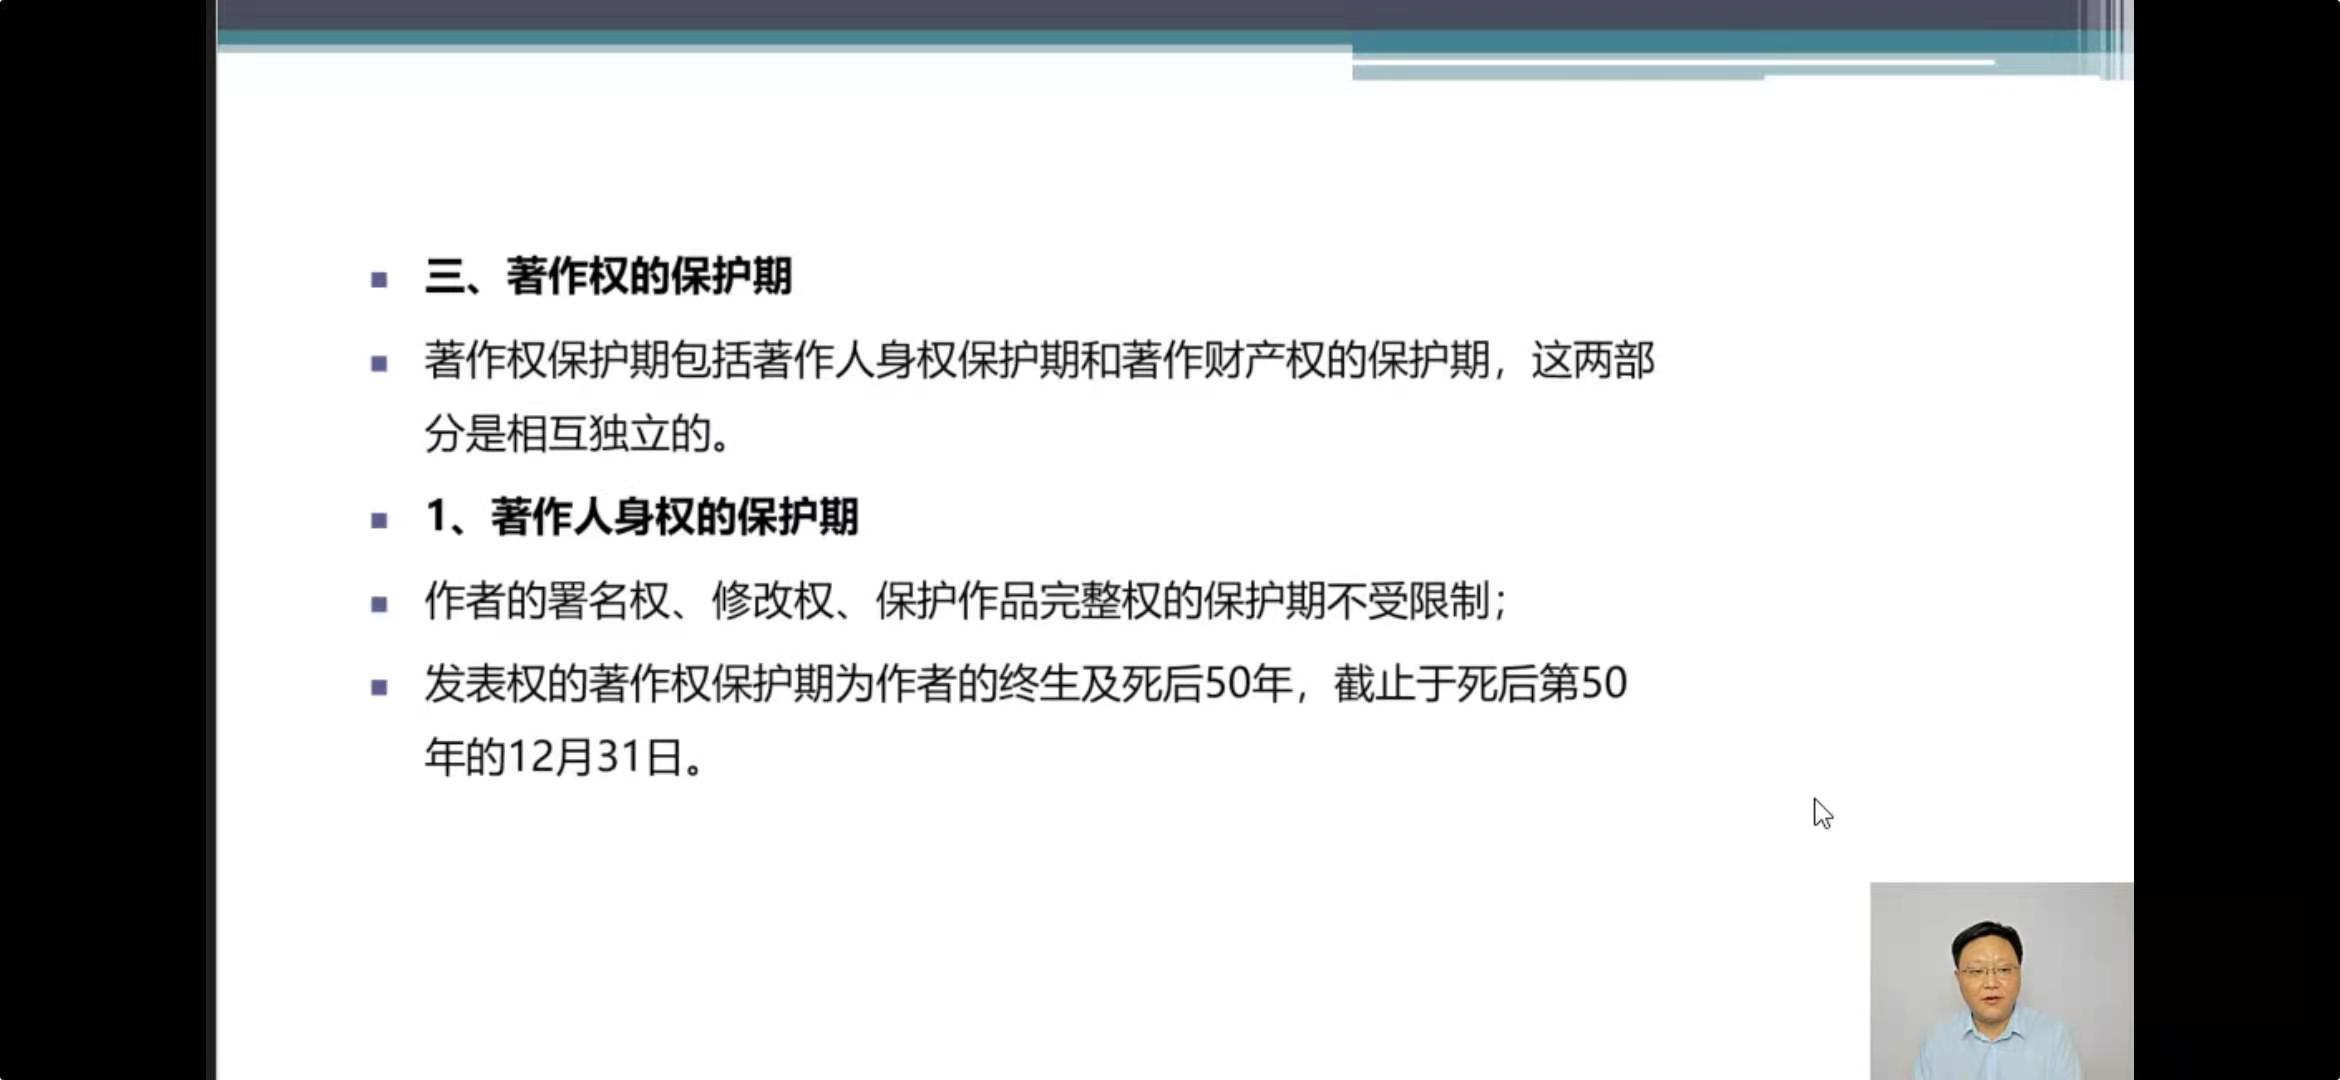 三、著作权的保护期
著作权保护期包括著作人身权保护期和著作财产权的保护期，这两部
分是相互独立的。
1、著作人身权的保护期
作者的署名权、修改权、保护作品完整权的保护期不受限制；
发表权的著作权保护期为作者的终生及死后50年，截止于死后第50
年的12月31日。